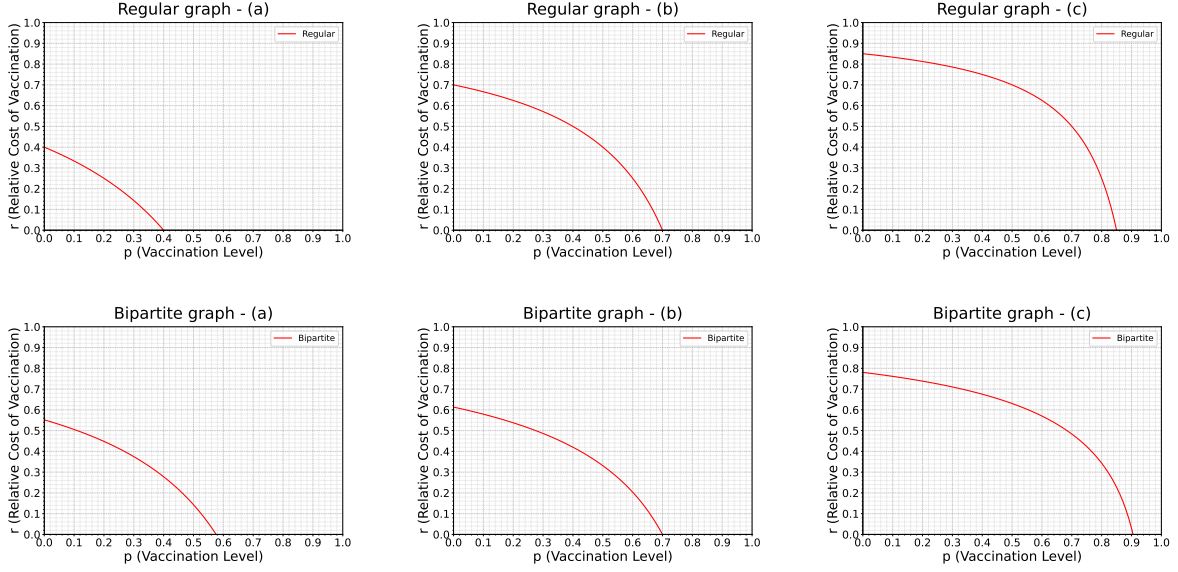 Regular graph - (a)
r (Relative Cost of Vaccination)
1.0
0.9
0.8
0.7
0.6
0.5
0.4
0.3
0.2
0.1
0.0
Regular
0.0 0.1 0.2 0.3 0.4 0.5 0.6 0.7 0.8 0.9 1.0
p (Vaccination Level)
Regular graph - (b)
r (Relative Cost of Vaccination)
1.0
0.9
0.8
0.7
0.6
0.5
0.4
0.3
0.2
0.1
0.0
Regular
0.0 0.1 0.2 0.3 0.4 0.5 0.6 0.7 0.8 0.9 1.0
p (Vaccination Level)
Regular graph - (c)
r (Relative Cost of Vaccination)
1.0
0.9
0.8
0.7
0.6
0.5
0.4
0.3
0.2
0.1
0.0
Regular
0.0 0.1 0.2 0.3 0.4 0.5 0.6 0.7 0.8 0.9 1.0
p (Vaccination Level)
Bipartite graph - (a)
r (Relative Cost of Vaccination)
1.0
0.9
0.8
0.7
0.6
0.5
0.4
0.3
0.2
0.1
0.0
Bipartite
0.0 0.1 0.2 0.3 0.4 0.5 0.6 0.7 0.8 0.9 1.0
p (Vaccination Level)
Bipartite graph - (b)
r (Relative Cost of Vaccination)
1.0
0.9
0.8
0.7
0.6
0.5
0.4
0.3
0.2
0.1
0.0
Bipartite
0.0 0.1 0.2 0.3 0.4 0.5 0.6 0.7 0.8 0.9 1.0
p (Vaccination Level)
Bipartite graph - (c)
r (Relative Cost of Vaccination)
1.0
0.9
0.8
0.7
0.6
0.5
0.4
0.3
0.2
0.1
0.0
Bipartite
0.0 0.1 0.2 0.3 0.4 0.5 0.6 0.7 0.8 0.9 1.0
p (Vaccination Level)